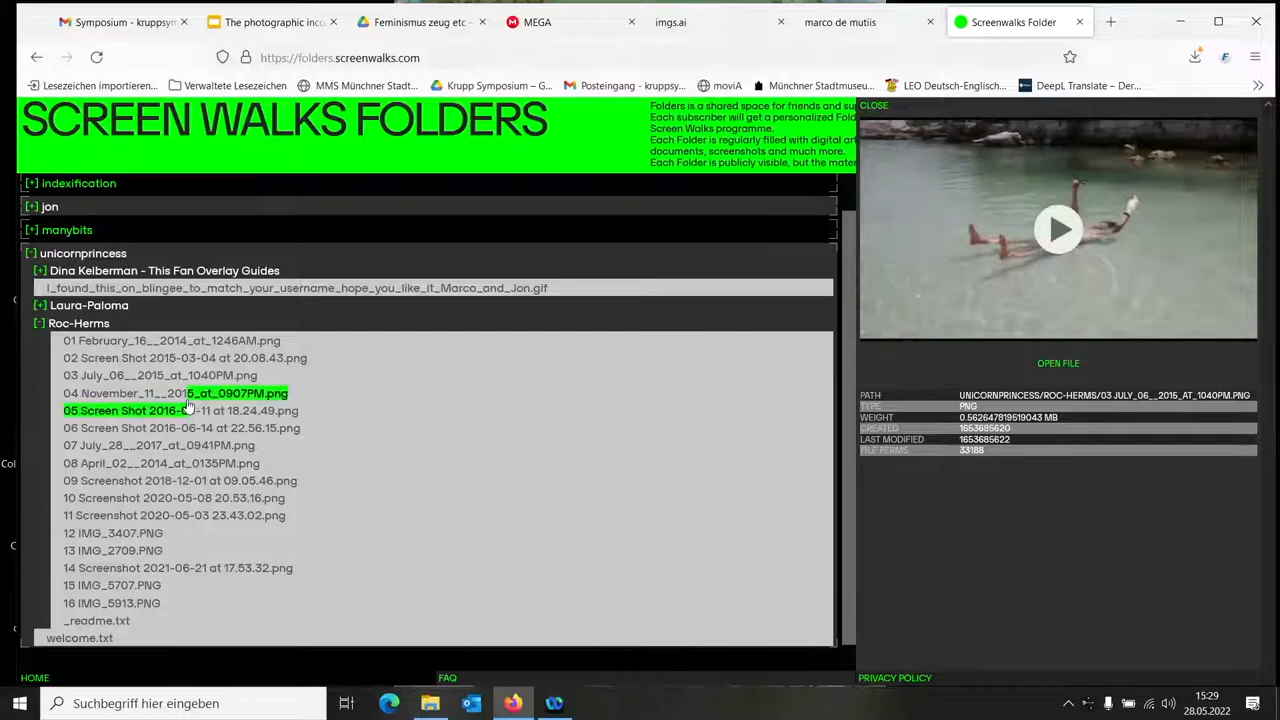 Symposium - kruppsym
The photographic inco
Feminismus zeug etc -
MEGA
imgs.ai
marco de mutiis
Screenwalks Folder
https://folders.screenwalks.com
Lesezeichen importieren...
Verwaltete Lesezeichen
MMS Münchner Stadt...
Krupp Symposium – G...
Posteingang - kruppsy...
moviA
Münchner Stadtmuseu...
LEO Deutsch-Englisch...
DeepL Translate – Der...
SCREEN WALKS FOLDERS
Folders is a shared space for friends and su
Each subscriber will get a personalized Fold
Screen Walks programme.
Each Folder is regularly filled with digital ar
documents, screenshots and much more.
Each Folder is publicly visible, but the mater
CLOSE
[+] indexification
[+] jon
[+] manybits
[-] unicornprincess
[+] Dina Kelberman - This Fan Overlay Guides
I_found_this_on_blingee_to_match_your_username_hope_you_like_it_Marco_and_Jon.gif
[+] Laura-Paloma
[-] Roc-Herms
01 February_16__2014_at_1246AM.png
02 Screen Shot 2015-03-04 at 20.08.43.png
03 July_06__2015_at_1040PM.png
04 November_11__2015_at_0907PM.png
05 Screen Shot 2016-0 -11 at 18.24.49.png
06 Screen Shot 2016-06-14 at 22.56.15.png
07 July_28__2017_at_0941PM.png
08 April_02__2014_at_0135PM.png
09 Screenshot 2018-12-01 at 09.05.46.png
10 Screenshot 2020-05-08 20.53.16.png
11 Screenshot 2020-05-03 23.43.02.png
12 IMG_3407.PNG
13 IMG_2709.PNG
14 Screenshot 2021-06-21 at 17.53.32.png
15 IMG_5707.PNG
16 IMG_5913.PNG
_readme.txt
welcome.txt
OPEN FILE
PATH UNICORNPRINCESS/ROC-HERMS/03 JULY_06__2015_AT_1040PM.PNG
TYPE PNG
WEIGHT 0.562647819519043 MB
CREATED 1653685620
LAST MODIFIED 1653685622
FILE PERMS 33188
HOME
FAQ
PRIVACY POLICY
Suchbegriff hier eingeben
15:29
28.05.2022